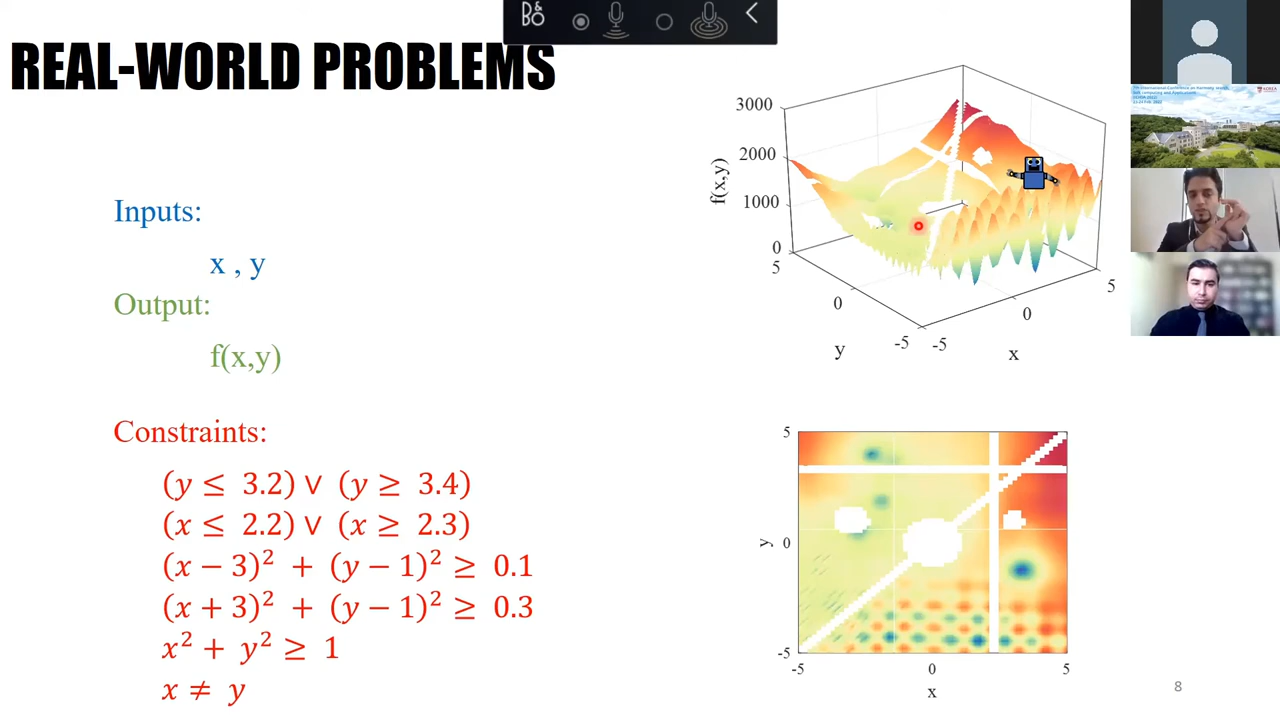 B&O
REAL-WORLD PROBLEMS
Inputs:
x , y
Output:
f(x,y)
Constraints:
(y ≤ 3.2) ∨ (y ≥ 3.4)
(x ≤ 2.2) ∨ (x ≥ 2.3)
(x − 3)² + (y − 1)² ≥ 0.1
(x + 3)² + (y − 1)² ≥ 0.3
x² + y² ≥ 1
x ≠ y
3000
2000
1000
0
f(x,y)
5
0
-5
y
-5
0
5
x
5
0
-5
y
-5
0
5
x
8